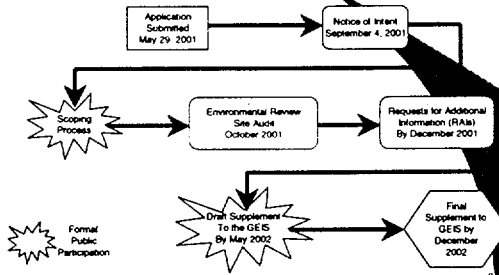 Application
Submitted
May 29 2001
Notice of Intent
September 4, 2001
Scoping
Process
Environmental Review
Site Audit
October 2001
Requests for Additional
Information (RAIs)
By December 2001
Draft Supplement
To the GEIS
By May 2002
Final
Supplement to
GEIS by
December
2002
Formal
Public
Participation